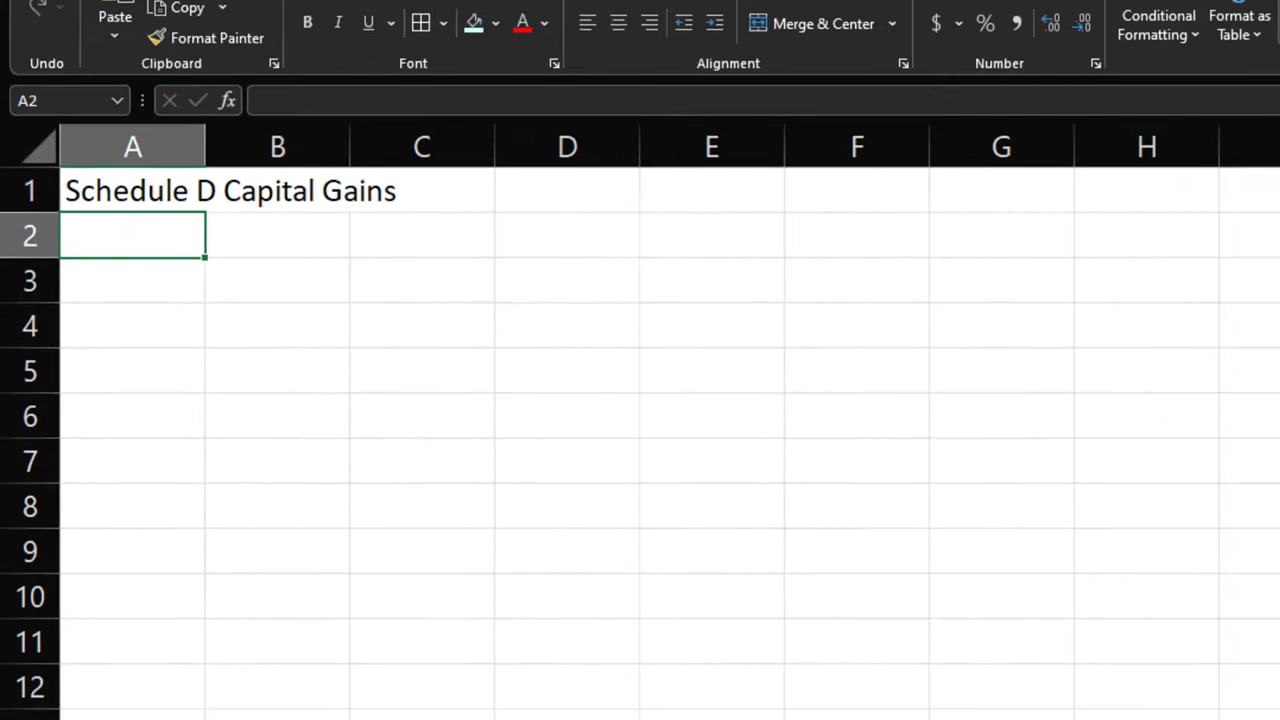 Paste
Copy
Format Painter
B I U
A
Merge & Center
$ % ,
Conditional
Formatting
Format as
Table
Undo
Clipboard
Font
Alignment
Number
A2
fx
A B C D E F G H
1 Schedule D Capital Gains
2
3
4
5
6
7
8
9
10
11
12